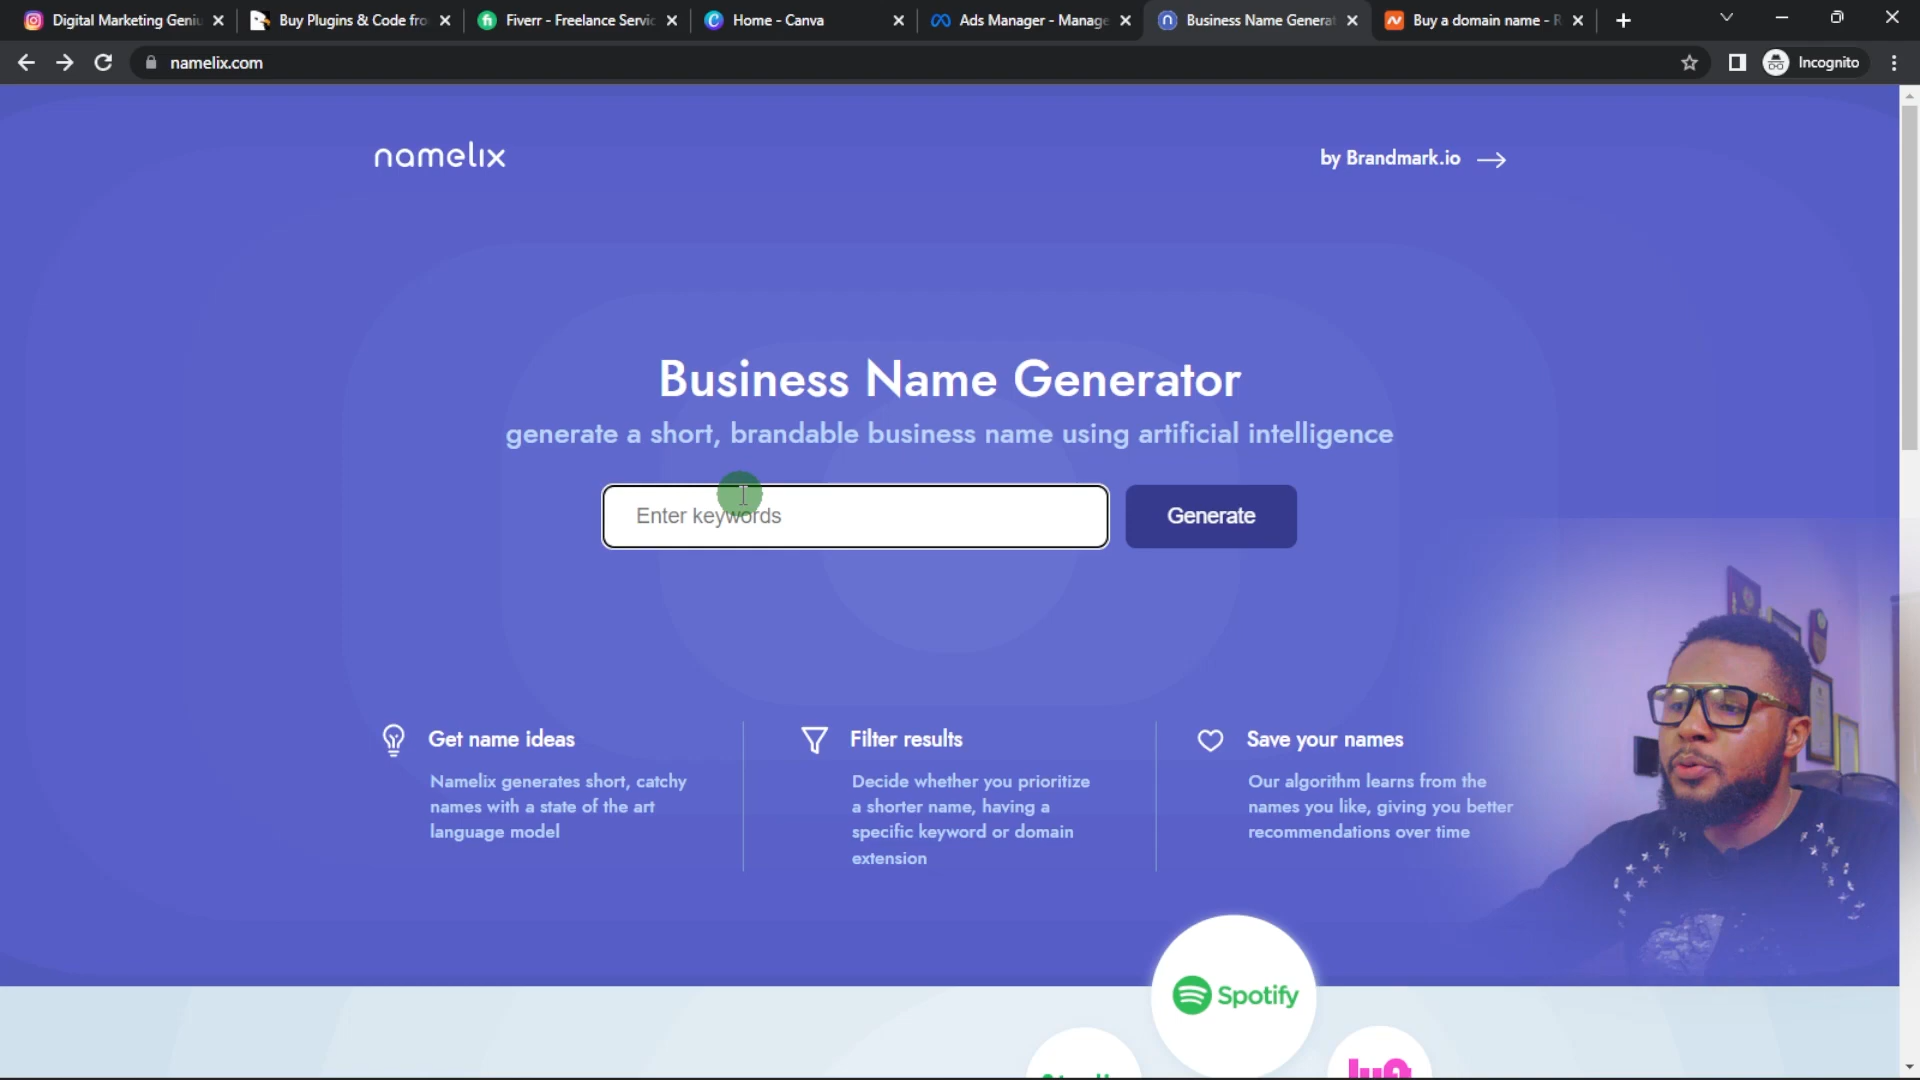 Digital Marketing Geniu
Buy Plugins & Code fro
Fiverr - Freelance Servic
Home - Canva
Ads Manager - Manage
Business Name Generat
Buy a domain name - R
namelix.com
Incognito
namelix
by Brandmark.io
Business Name Generator
generate a short, brandable business name using artificial intelligence
Enter keywords
Generate
Get name ideas
Namelix generates short, catchy
names with a state of the art
language model
Filter results
Decide whether you prioritize
a shorter name, having a
specific keyword or domain
extension
Save your names
Our algorithm learns from the
names you like, giving you better
recommendations over time
Spotify